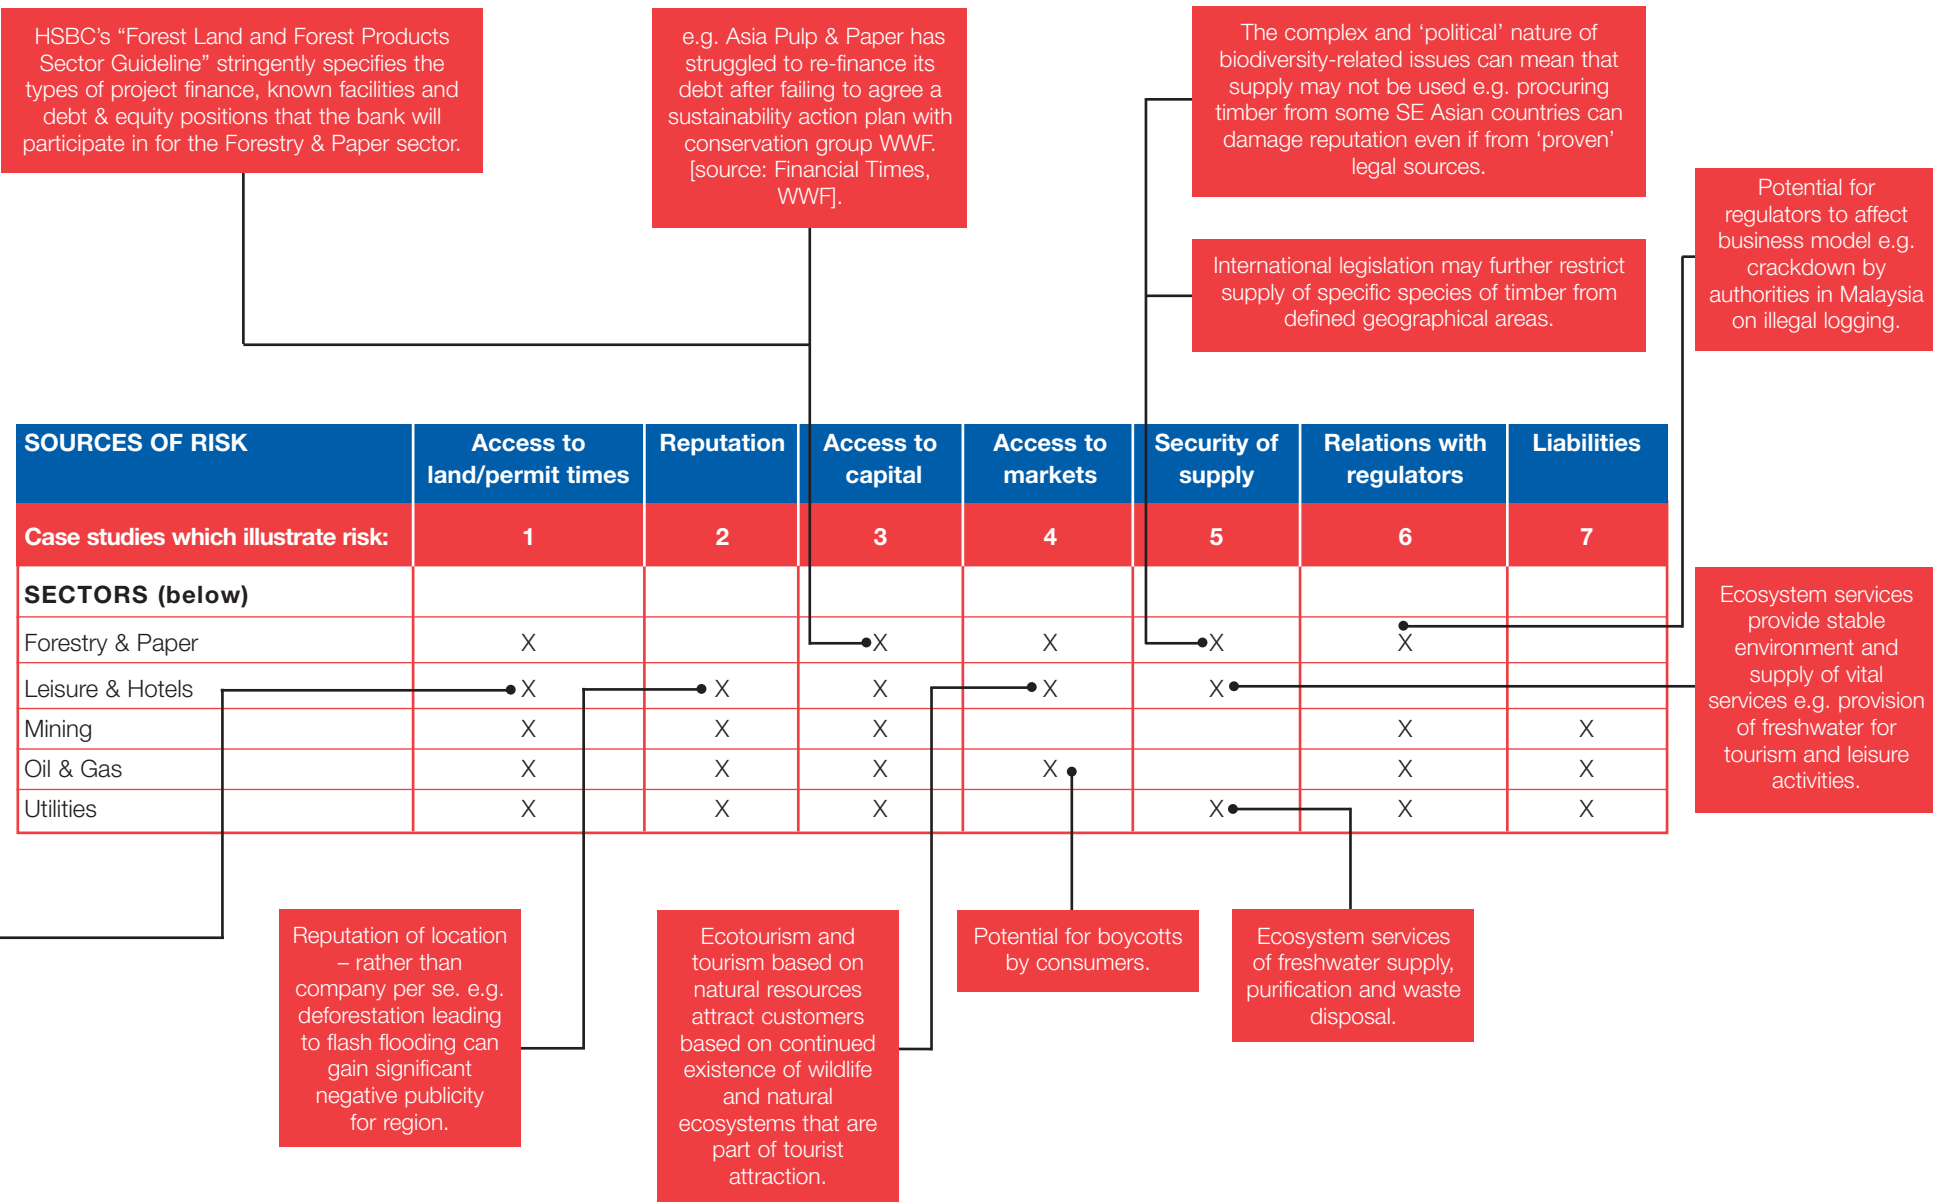 HSBC's “Forest Land and Forest Products
Sector Guideline” stringently specifies the
types of project finance, known facilities and
debt & equity positions that the bank will
participate in for the Forestry & Paper sector.
e.g. Asia Pulp & Paper has
struggled to re-finance its
debt after failing to agree a
sustainability action plan with
conservation group WWF.
[source: Financial Times,
WWF].
The complex and ‘political’ nature of
biodiversity-related issues can mean that
supply may not be used e.g. procuring
timber from some SE Asian countries can
damage reputation even if from ‘proven’
legal sources.
Potential for
regulators to affect
business model e.g.
crackdown by
authorities in Malaysia
on illegal logging.
International legislation may further restrict
supply of specific species of timber from
defined geographical areas.
SOURCES OF RISK Access to land/permit times Reputation Access to capital Access to markets Security of supply Relations with regulators Liabilities
Case studies which illustrate risk: 1 2 3 4 5 6 7
SECTORS (below)
Forestry & Paper X X X X X
Leisure & Hotels X X X X X
Mining X X X X X
Oil & Gas X X X X X X
Utilities X X X X X X
Ecosystem services
provide stable
environment and
supply of vital
services e.g. provision
of freshwater for
tourism and leisure
activities.
Reputation of location
– rather than
company per se. e.g.
deforestation leading
to flash flooding can
gain significant
negative publicity
for region.
Ecotourism and
tourism based on
natural resources
attract customers
based on continued
existence of wildlife
and natural
ecosystems that are
part of tourist
attraction.
Potential for boycotts
by consumers.
Ecosystem services
of freshwater supply,
purification and waste
disposal.